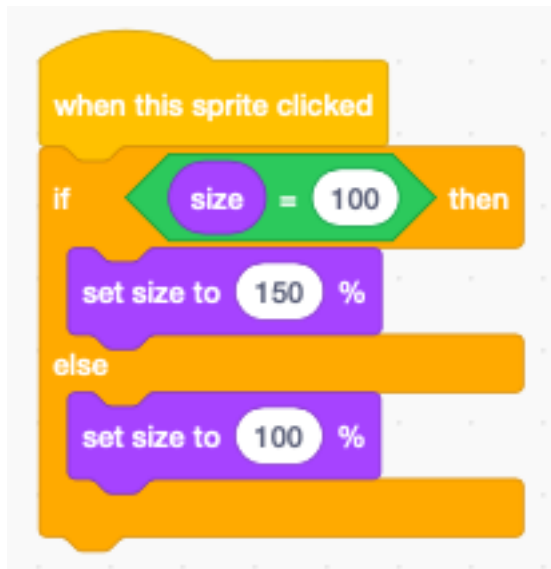 when this sprite clicked
if size = 100 then
set size to 150 %
else
set size to 100 %